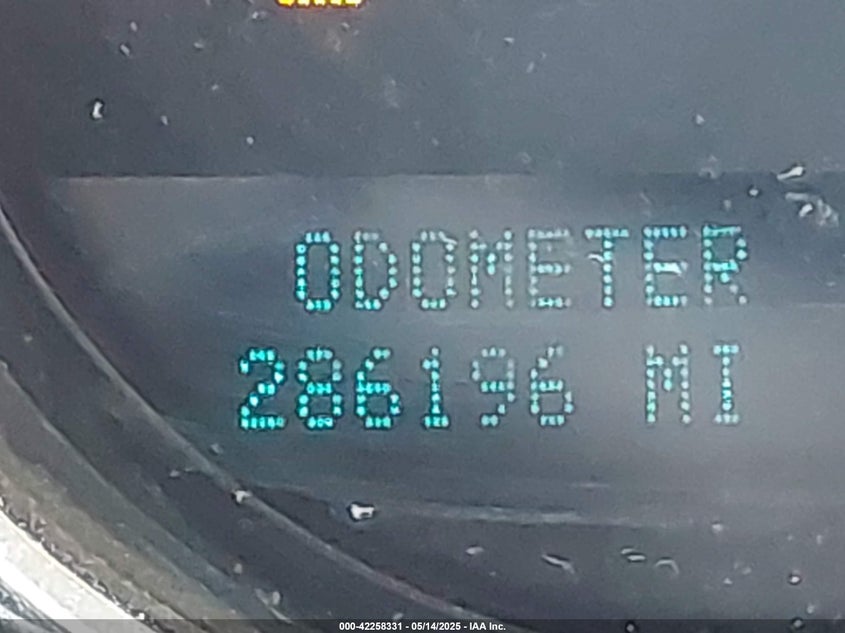 ODOMETER
286196 MI
000-42258331 - 05/14/2025 - IAA Inc.